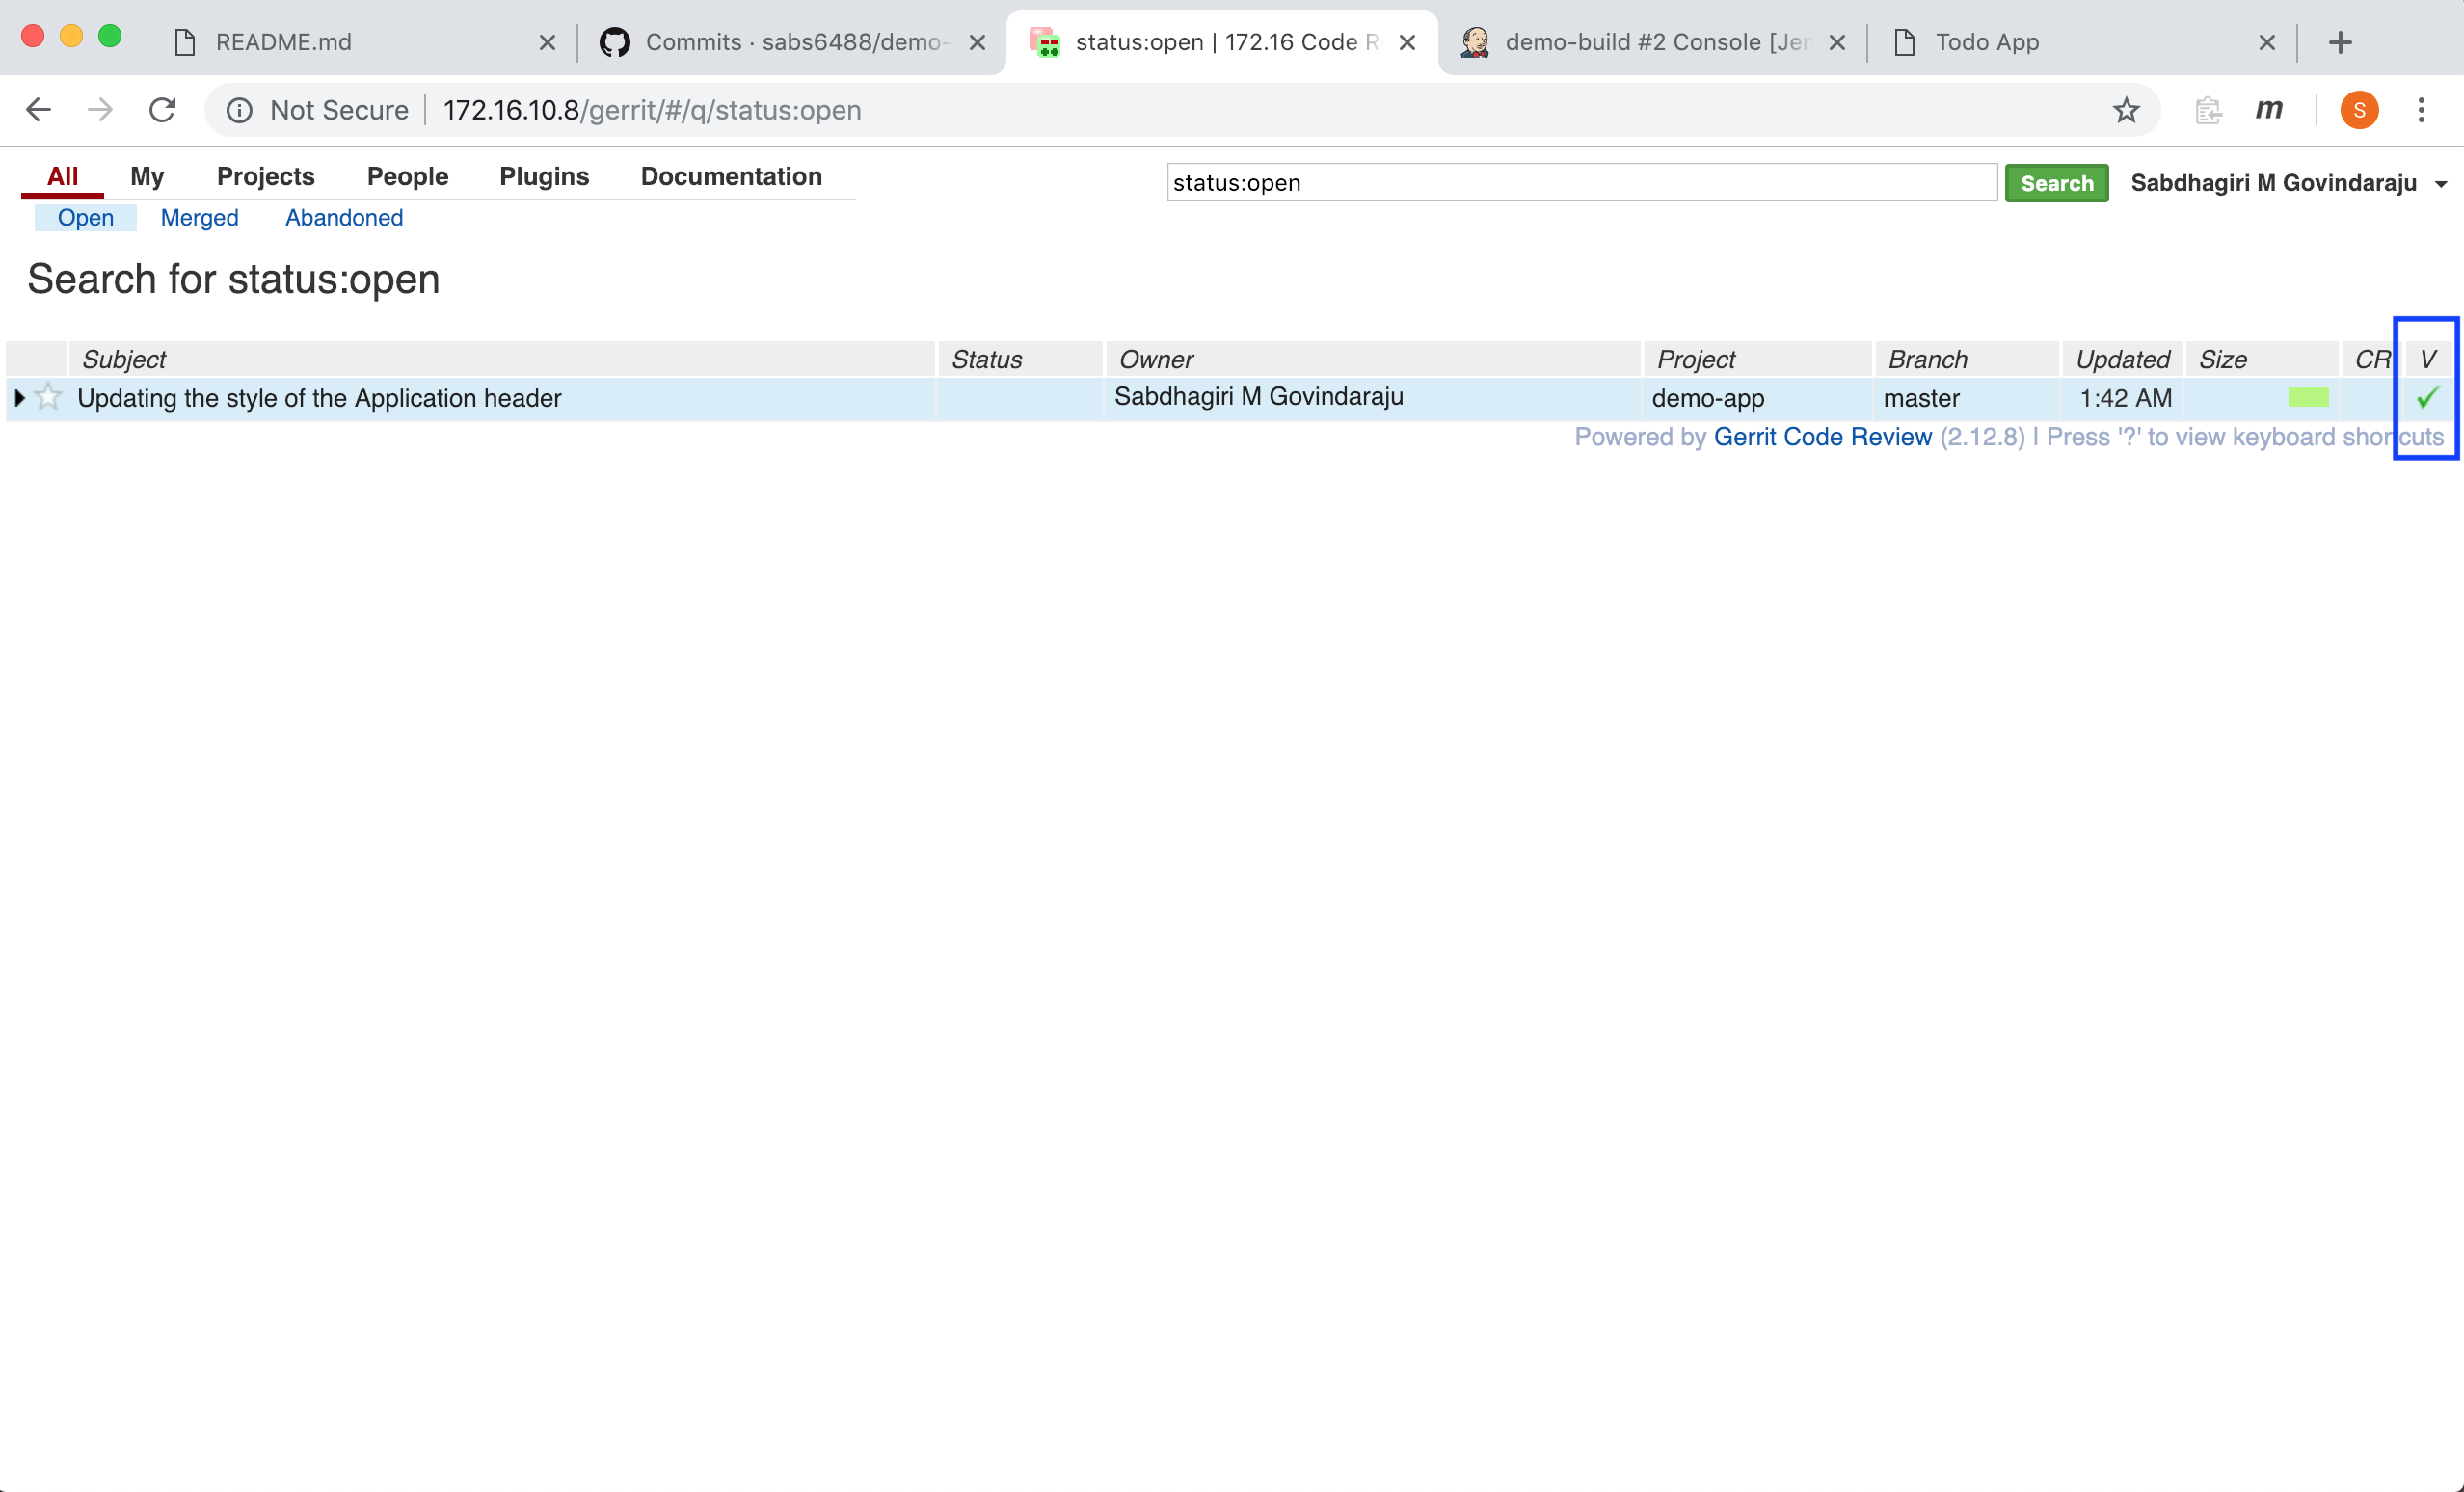 README.md Commits · sabs6488/demo- status:open | 172.16 Code R demo-build #2 Console [Jen Todo App
Not Secure 172.16.10.8/gerrit/#/q/status:open m S
All My Projects People Plugins Documentation status:open Search Sabdhagiri M Govindaraju
Open Merged Abandoned
Search for status:open
Subject Status Owner Project Branch Updated Size CR V
Updating the style of the Application header Sabdhagiri M Govindaraju demo-app master 1:42 AM
Powered by Gerrit Code Review (2.12.8) | Press '?' to view keyboard shortcuts